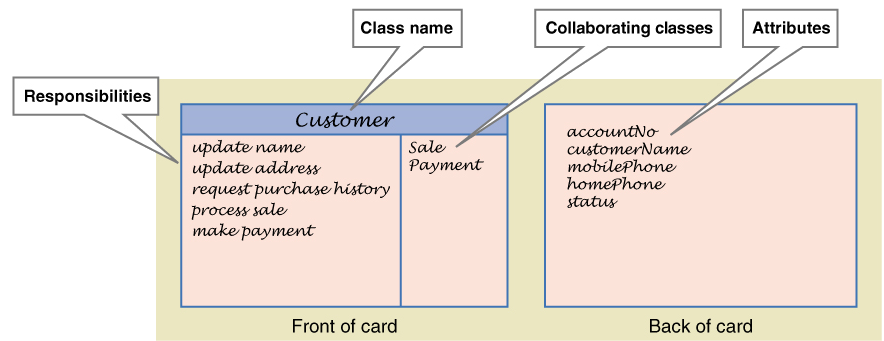 Class name
Collaborating classes
Attributes
Responsibilities
Customer
update name
update address
request purchase history
process sale
make payment
Sale
Payment
accountNo
customerName
mobilePhone
homePhone
status
Front of card
Back of card